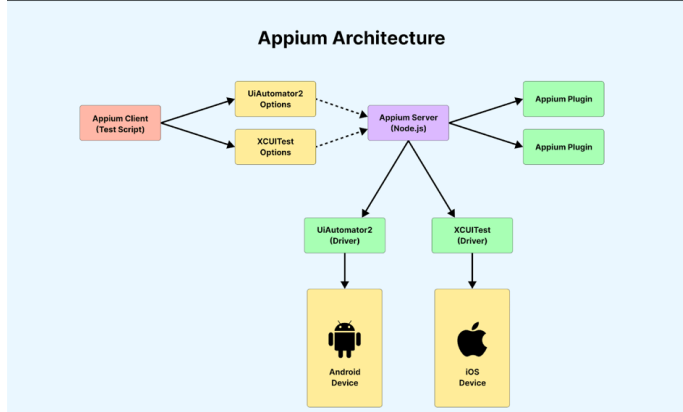 Appium Architecture
Appium Client
(Test Script)
UiAutomator2
Options
XCUITest
Options
Appium Server
(Node.js)
Appium Plugin
Appium Plugin
UiAutomator2
(Driver)
XCUITest
(Driver)
Android
Device
iOS
Device